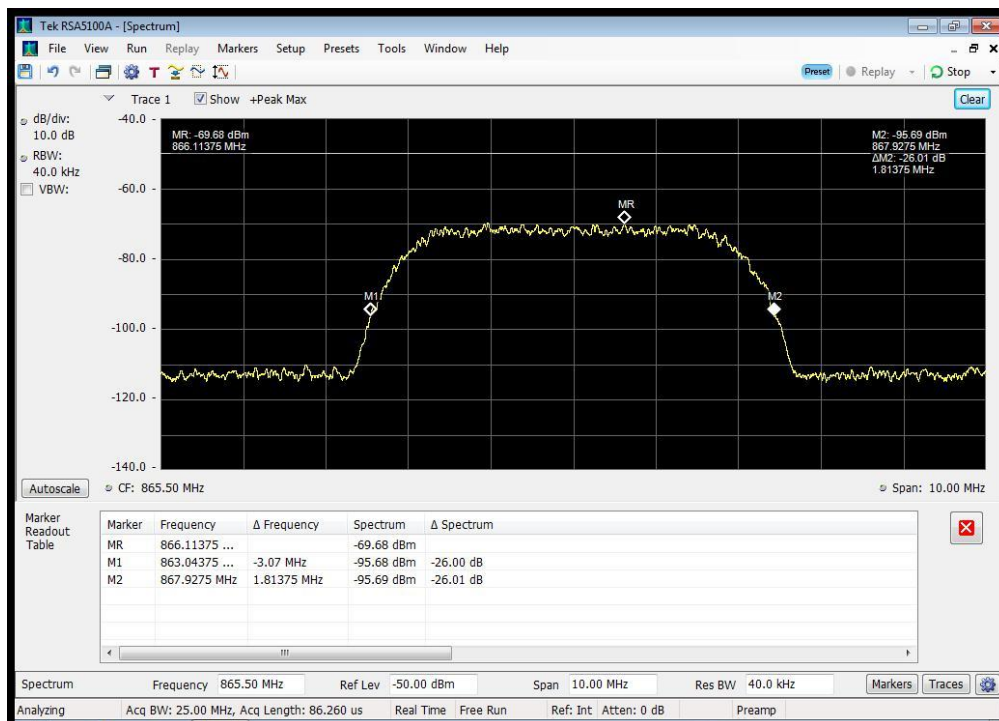 Tek RSA5100A - [Spectrum]
File View Run Replay Markers Setup Presets Tools Window Help
Preset Replay Stop
Trace 1 Show +Peak Max Clear
dB/div:
10.0 dB
RBW:
40.0 kHz
VBW:
-40.0
-60.0
-80.0
-100.0
-120.0
-140.0
MR: -69.68 dBm
866.11375 MHz
M2: -95.69 dBm
867.9275 MHz
ΔM2: -26.01 dB
1.81375 MHz
MR
M1
M2
Autoscale CF: 865.50 MHz Span: 10.00 MHz
Marker
Readout
Table
Marker Frequency Δ Frequency Spectrum Δ Spectrum
MR 866.11375 ... -69.68 dBm
M1 863.04375 ... -3.07 MHz -95.68 dBm -26.00 dB
M2 867.9275 MHz 1.81375 MHz -95.69 dBm -26.01 dB
Spectrum Frequency 865.50 MHz Ref Lev -50.00 dBm Span 10.00 MHz Res BW 40.0 kHz Markers Traces
Analyzing Acq BW: 25.00 MHz, Acq Length: 86.260 us Real Time Free Run Ref: Int Atten: 0 dB Preamp